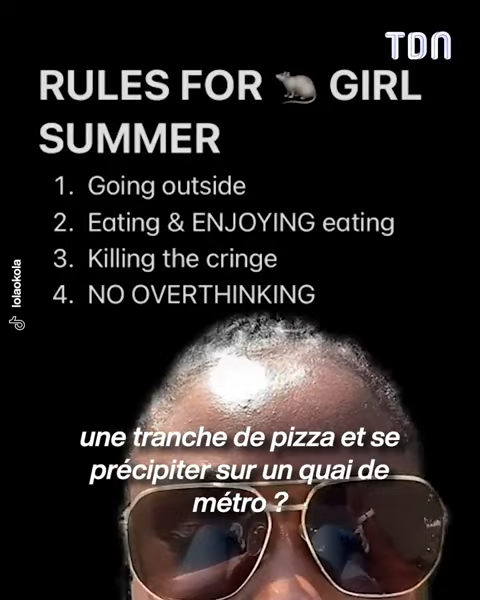 TDN
RULES FOR 🐀 GIRL
SUMMER
1. Going outside
2. Eating & ENJOYING eating
3. Killing the cringe
4. NO OVERTHINKING
lolaokola
une tranche de pizza et se
précipiter sur un quai de
métro ?